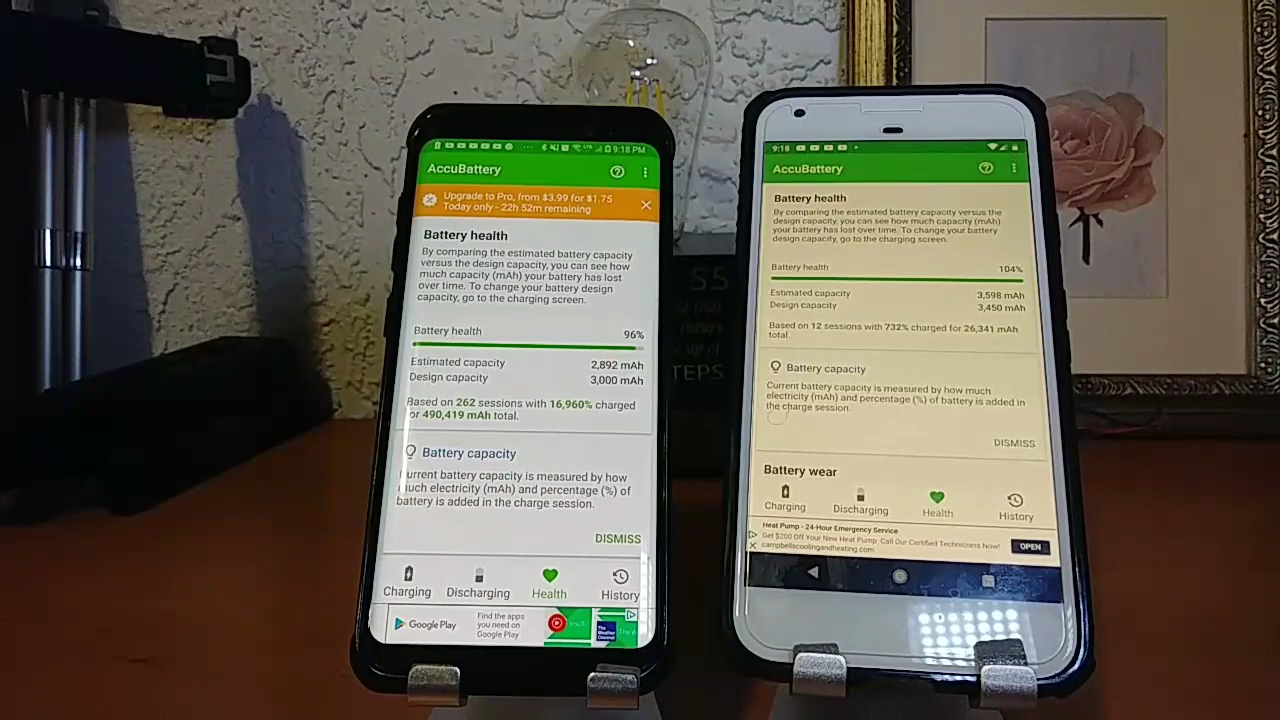 9:18 PM
AccuBattery
Upgrade to Pro, from $3.99 for $1.75
Today only - 22h 52m remaining
Battery health
By comparing the estimated battery capacity
versus the design capacity, you can see how
much capacity (mAh) your battery has lost
over time. To change your battery design
capacity, go to the charging screen.
Battery health 96%
Estimated capacity 2,892 mAh
Design capacity 3,000 mAh
Based on 262 sessions with 16,960% charged
for 490,419 mAh total.
Battery capacity
Current battery capacity is measured by how
much electricity (mAh) and percentage (%) of
battery is added in the charge session.
DISMISS
Charging Discharging Health History
Google Play
Find the apps
you need on
Google Play
SS
STEPS
9:18
AccuBattery
Battery health
By comparing the estimated battery capacity versus the
design capacity, you can see how much capacity (mAh)
your battery has lost over time. To change your battery
design capacity, go to the charging screen.
Battery health 104%
Estimated capacity 3,598 mAh
Design capacity 3,450 mAh
Based on 12 sessions with 732% charged for 26,341 mAh
total.
Battery capacity
Current battery capacity is measured by how much
electricity (mAh) and percentage (%) of battery is added in
the charge session.
DISMISS
Battery wear
Charging Discharging Health History
Heat Pump - 24-Hour Emergency Service
Get $200 Off Your New Heat Pump. Call Our Certified Technicians Now!
campbellscoolingandheating.com
OPEN